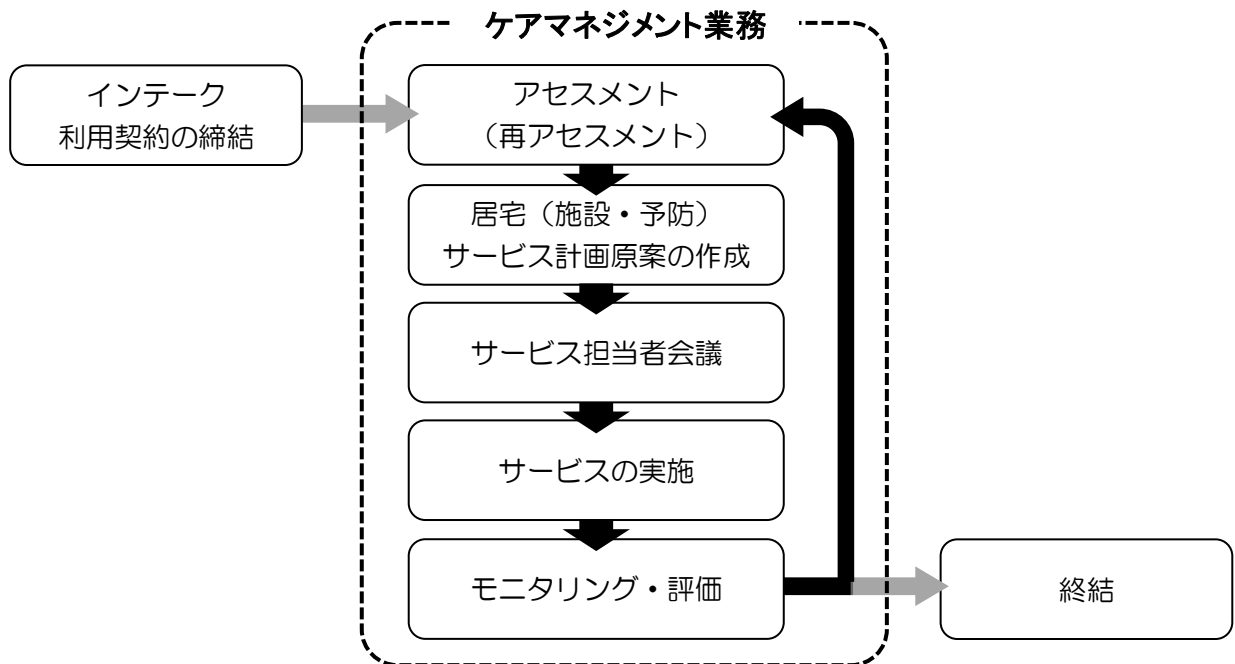 ケアマネジメント業務
インテーク
利用契約の締結
アセスメント
（再アセスメント）
居宅（施設・予防）
サービス計画原案の作成
サービス担当者会議
サービスの実施
モニタリング・評価
終結